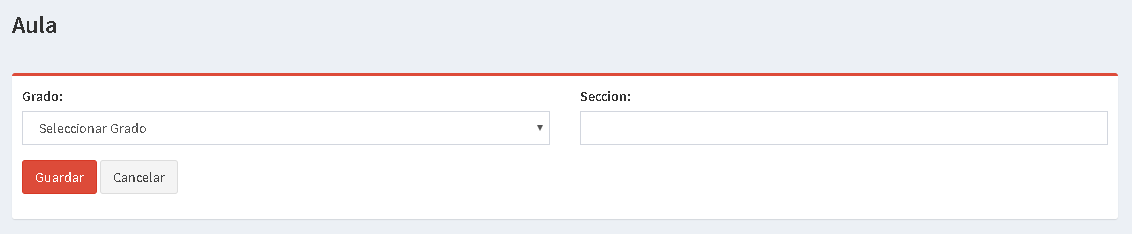 Aula
Grado: Seccion:
Seleccionar Grado
Guardar Cancelar